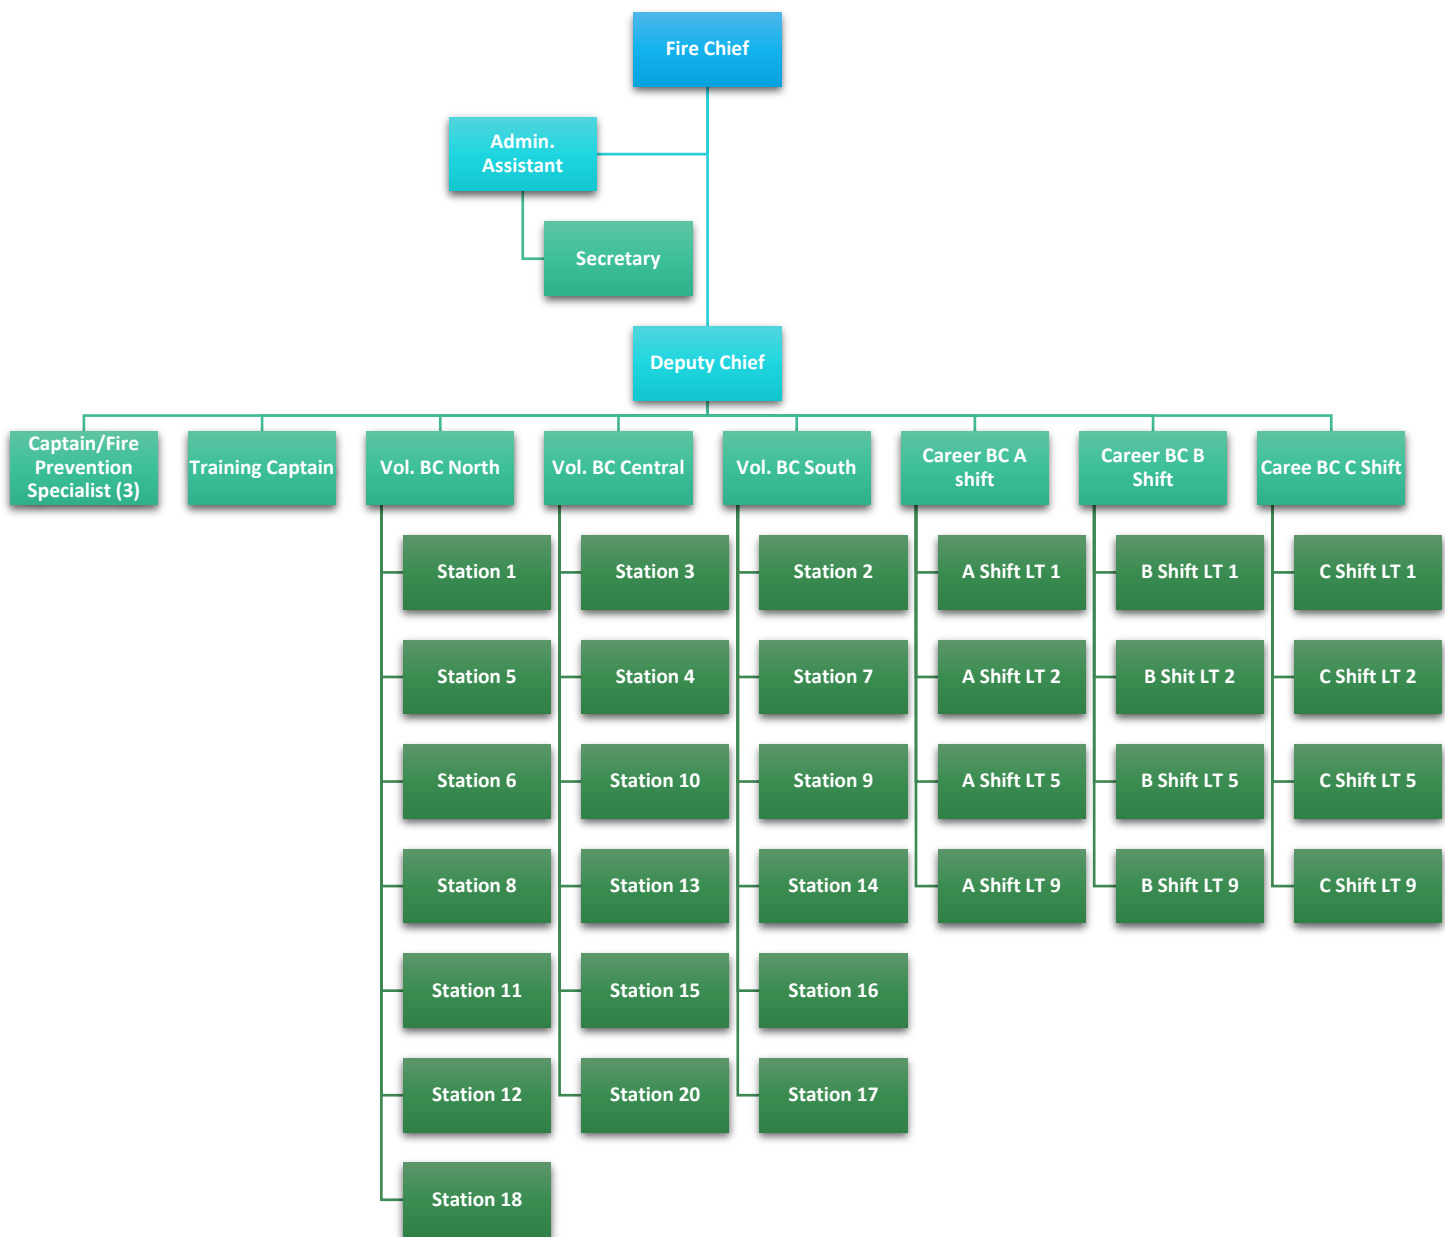 Fire Chief
Admin.
Assistant
Secretary
Deputy Chief
Captain/Fire
Prevention
Specialist (3)
Training Captain
Vol. BC North
Vol. BC Central
Vol. BC South
Career BC A
shift
Career BC B
Shift
Caree BC C Shift
Station 1
Station 3
Station 2
A Shift LT 1
B Shift LT 1
C Shift LT 1
Station 5
Station 4
Station 7
A Shift LT 2
B Shit LT 2
C Shift LT 2
Station 6
Station 10
Station 9
A Shift LT 5
B Shift LT 5
C Shift LT 5
Station 8
Station 13
Station 14
A Shift LT 9
B Shift LT 9
C Shift LT 9
Station 11
Station 15
Station 16
Station 12
Station 20
Station 17
Station 18